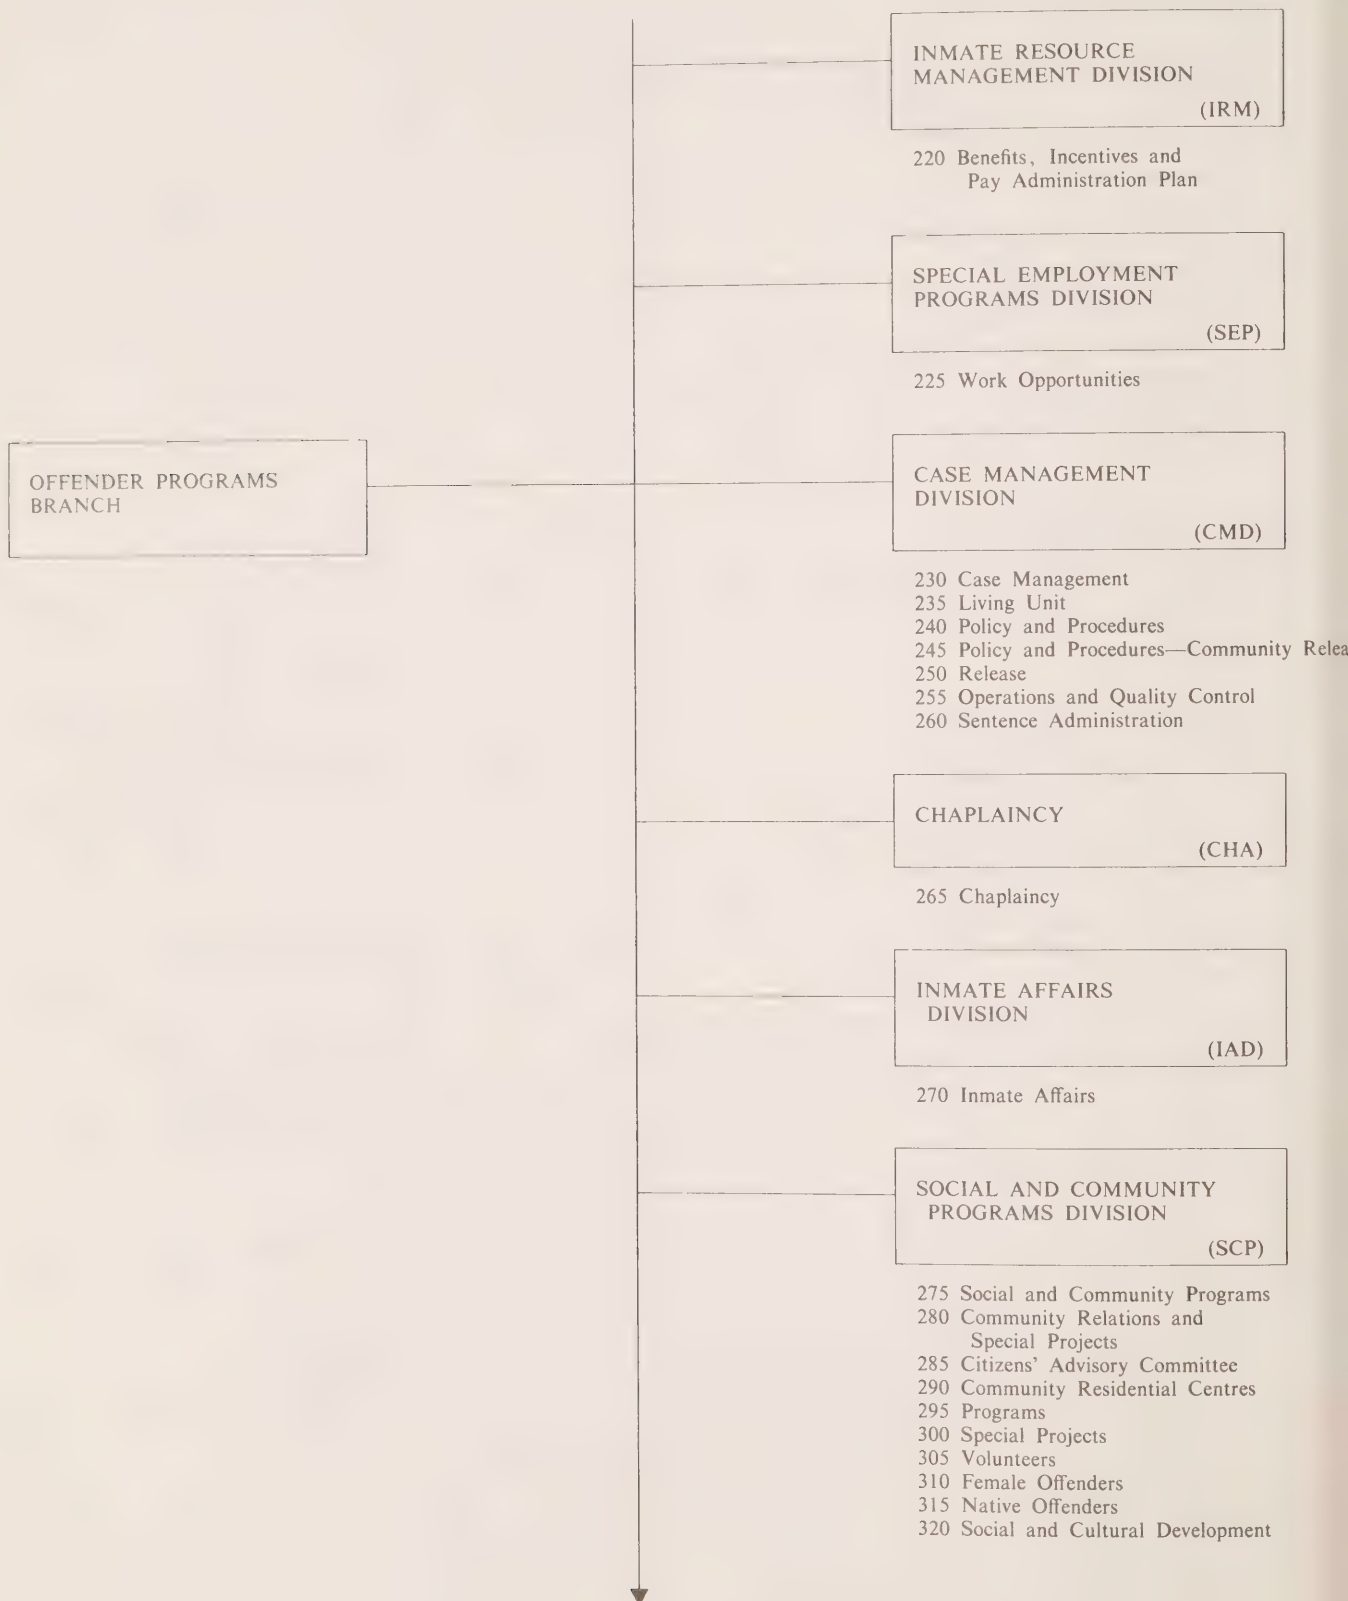 INMATE RESOURCE
MANAGEMENT DIVISION
(IRM)
220 Benefits, Incentives and
Pay Administration Plan
SPECIAL EMPLOYMENT
PROGRAMS DIVISION
(SEP)
225 Work Opportunities
OFFENDER PROGRAMS
BRANCH
CASE MANAGEMENT
DIVISION
(CMD)
230 Case Management
235 Living Unit
240 Policy and Procedures
245 Policy and Procedures—Community
250 Release
255 Operations and Quality Control
260 Sentence Administration
CHAPLAINCY
(CHA)
265 Chaplaincy
INMATE AFFAIRS
DIVISION
(IAD)
270 Inmate Affairs
SOCIAL AND COMMUNITY
PROGRAMS DIVISION
(SCP)
275 Social and Community Programs
280 Community Relations and
Special Projects
285 Citizens' Advisory Committee
290 Community Residential Centres
295 Programs
300 Special Projects
305 Volunteers
310 Female Offenders
315 Native Offenders
320 Social and Cultural Development